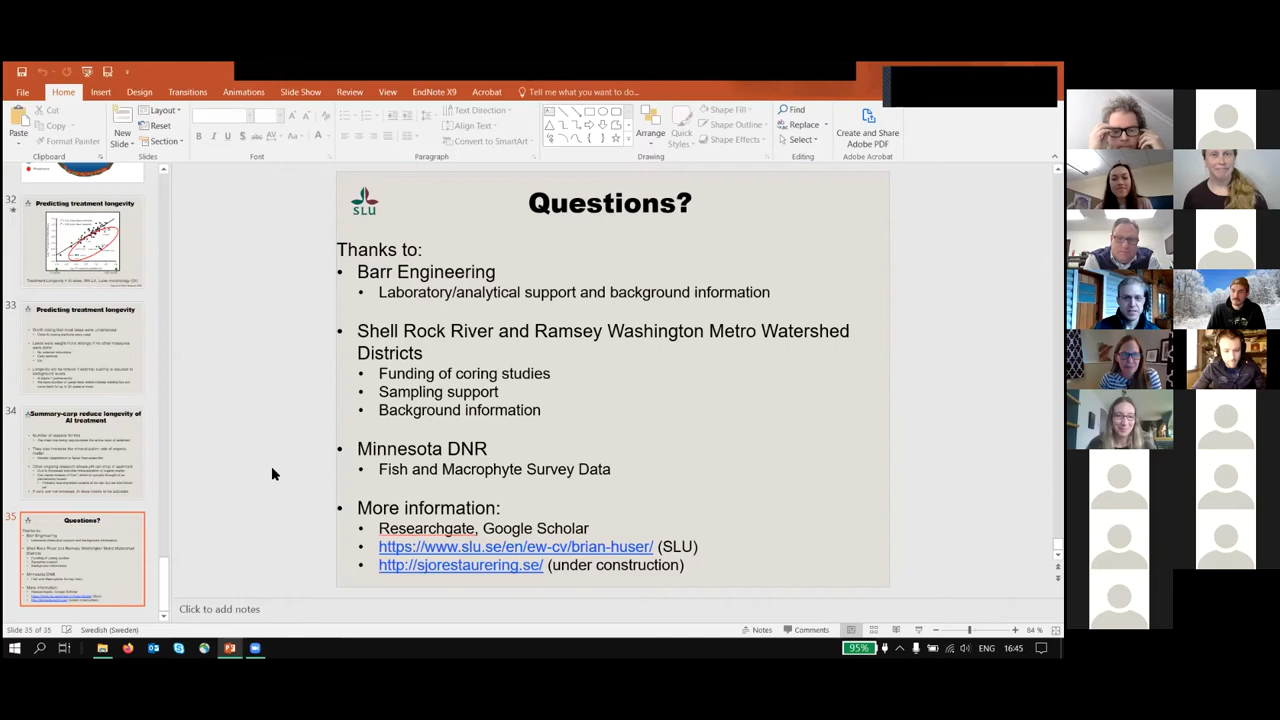 File Home Insert Design Transitions Animations Slide Show Review View EndNote X9 Acrobat Tell me what you want to do...
Cut
Copy
Format Painter
Paste
Clipboard
New
Slide
Layout
Reset
Section
Slides
Font
Text Direction
Align Text
Convert to SmartArt
Paragraph
Arrange
Quick
Styles
Shape Fill
Shape Outline
Shape Effects
Drawing
Find
Replace
Select
Editing
Create and Share
Adobe PDF
Adobe Acrobat
32
Predicting treatment longevity
33
Predicting treatment longevity
34
Summary-carp reduce longevity of
Al treatment
35
Questions?
SLU
Questions?
Thanks to:
• Barr Engineering
• Laboratory/analytical support and background information
• Shell Rock River and Ramsey Washington Metro Watershed
Districts
• Funding of coring studies
• Sampling support
• Background information
• Minnesota DNR
• Fish and Macrophyte Survey Data
• More information:
• Researchgate, Google Scholar
• https://www.slu.se/en/ew-cv/brian-huser/ (SLU)
• http://sjorestaurering.se/ (under construction)
Click to add notes
Slide 35 of 35 Swedish (Sweden) Notes Comments 84 %
95% ENG 16:45